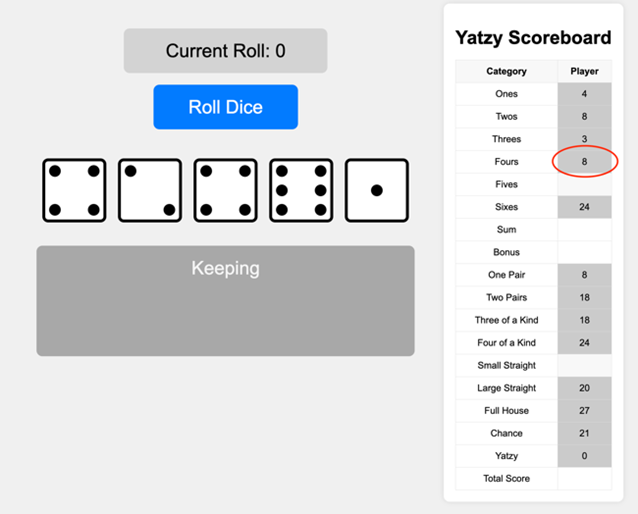 Current Roll: 0
Roll Dice
Keeping
Yatzy Scoreboard
Category Player
Ones 4
Twos 8
Threes 3
Fours 8
Fives
Sixes 24
Sum
Bonus
One Pair 8
Two Pairs 18
Three of a Kind 18
Four of a Kind 24
Small Straight
Large Straight 20
Full House 27
Chance 21
Yatzy 0
Total Score